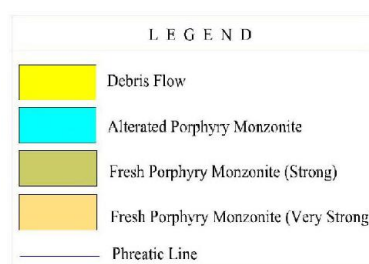 L E G E N D
Debris Flow
Alterated Porphyry Monzonite
Fresh Porphyry Monzonite (Strong)
Fresh Porphyry Monzonite (Very Strong
Phreatic Line